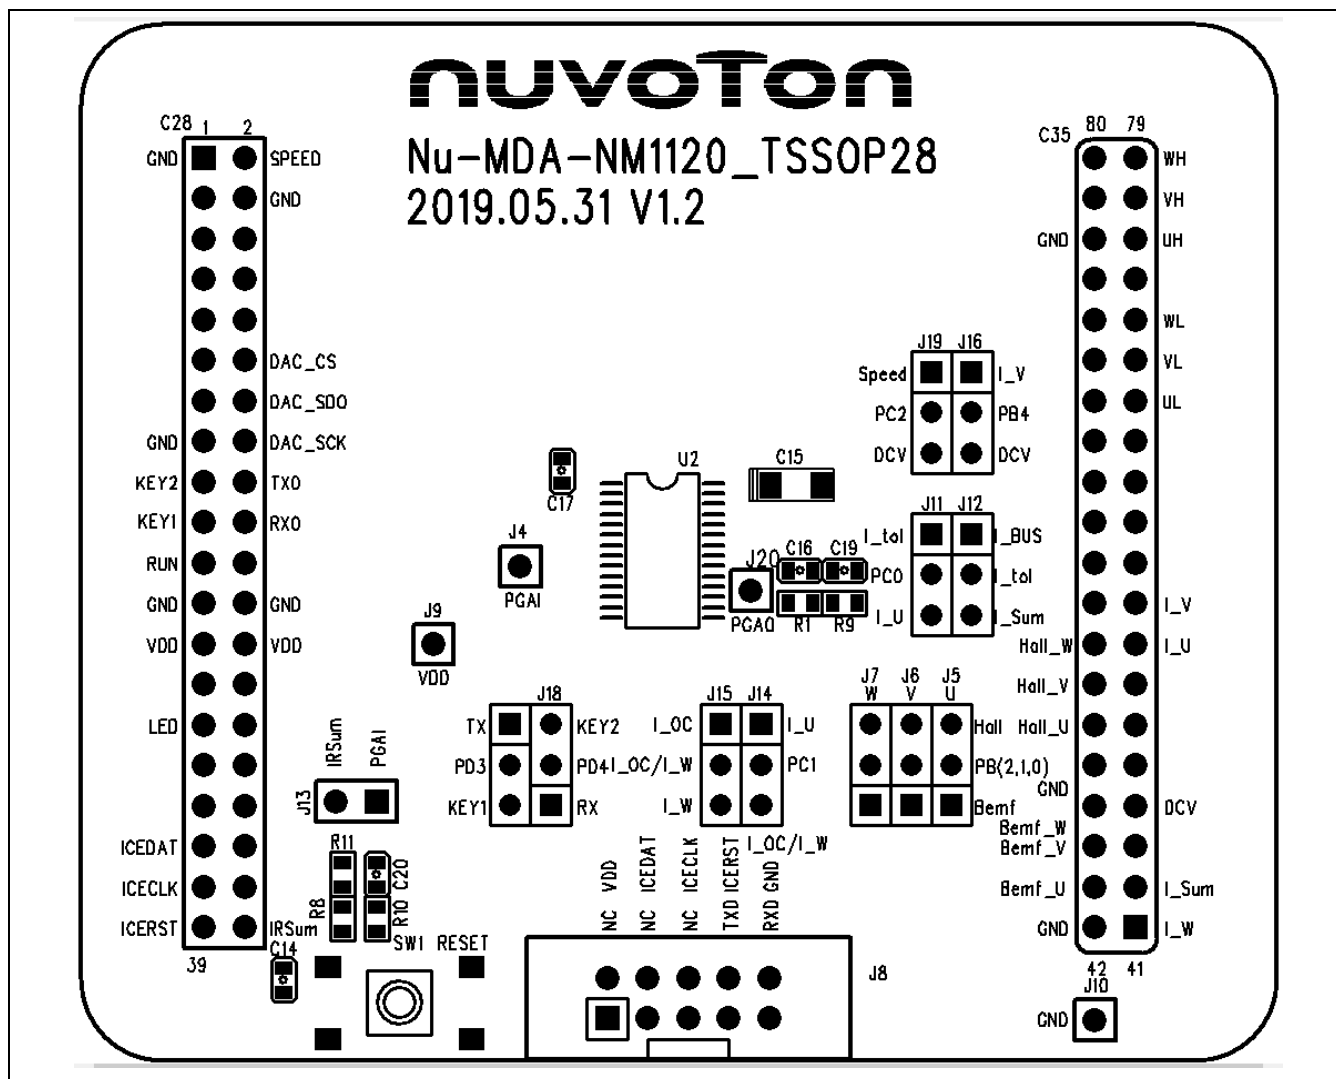 nuvoTon
Nu-MDA-NM1120_TSSOP28
2019.05.31 V1.2
C28 1 2
GND SPEED
GND
DAC_CS
DAC_SDO
GND DAC_SCK
KEY2 TX0
KEY1 RX0
RUN
GND GND
VDD VDD
LED
ICEDAT
ICECLK
ICERST IRSum
39
C14
C17
U2
C15
J4
PGAI
J9
VDD
J20
PGAO
C16 C19
R1 R9
J19 J16
Speed I_V
PC2 PB4
DCV DCV
J11 J12
I_tol I_BUS
PC0 I_tol
I_U I_Sum
J18
TX KEY2
PD3 PD4
KEY1 RX
J15 J14
I_OC I_U
I_OC/I_W PC1
I_W
I_OC/I_W
J7 J6 J5
W V U
Hall
PB(2,1,0)
Bemf
IRSum PGAI
J13
R11
C20
R8
R10
SW1 RESET
VDD ICEDAT ICECLK ICERST GND
NC NC NC TXD RXD
J8
C35 80 79
WH
VH
GND UH
WL
VL
UL
I_V
Hall_W I_U
Hall_V
Hall_U
GND
DCV
Bemf_W
Bemf_V
Bemf_U I_Sum
GND I_W
42 41
J10
GND